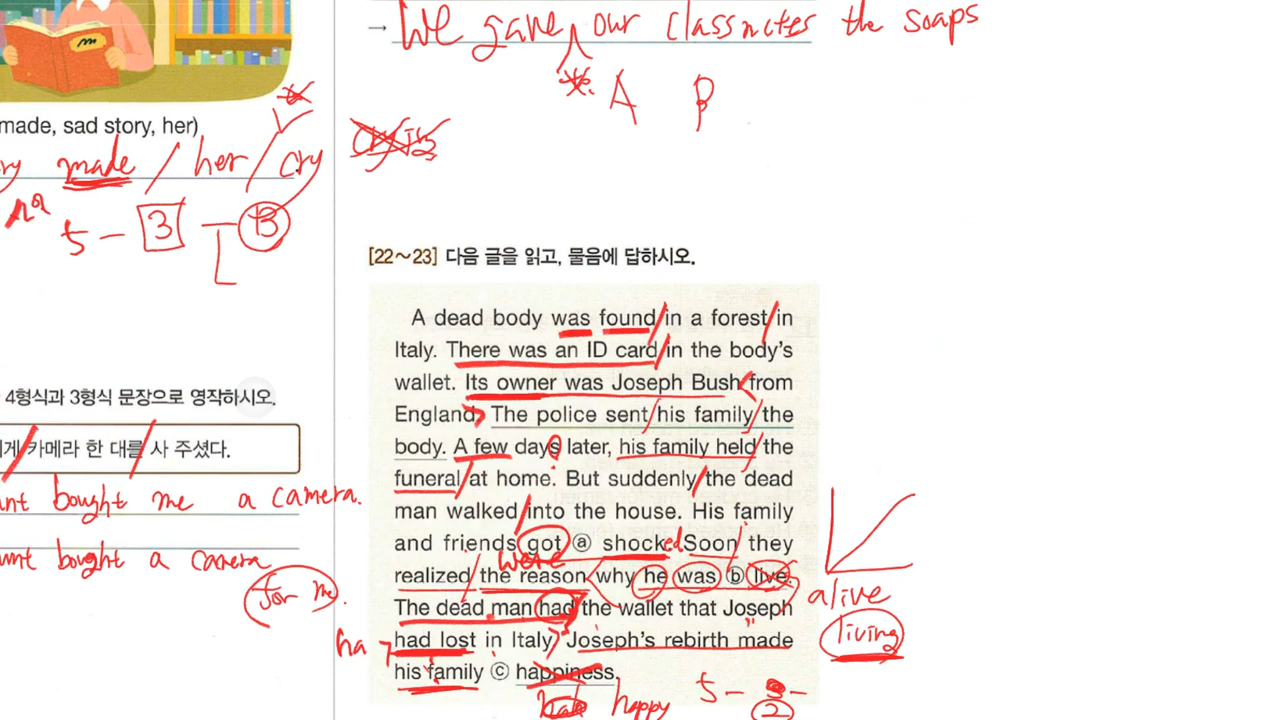 made, sad story, her)
made / her / cry
5 - 3 B
4형식과 3형식 문장으로 영작하시오.
카메라 한 대를 사 주셨다.
bought me a camera.
bought a camera
for me.
→ We gave our classmates the soaps
A B
[22～23] 다음 글을 읽고, 물음에 답하시오.
A dead body was found in a forest in
Italy. There was an ID card in the body's
wallet. Its owner was Joseph Bush from
England. The police sent his family the
body. A few days later, his family held the
funeral at home. But suddenly the dead
man walked into the house. His family
and friends got ⓐ shocked Soon they
were
realized the reason why he was ⓑ live.
alive
The dead man had the wallet that Joseph
living
had lost in Italy. Joseph's rebirth made
ha
his family ⓒ happiness.
happy
5 - 2